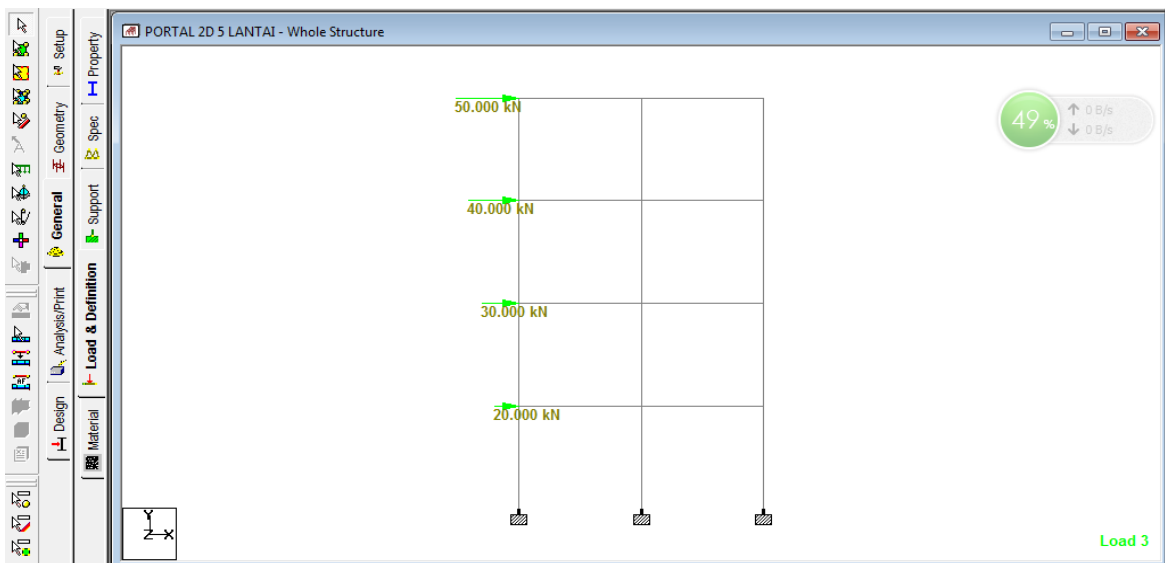 PORTAL 2D 5 LANTAI - Whole Structure
Setup
Geometry
General
Analysis/Print
Design
Property
Spec
Support
Load & Definition
Material
50.000 kN
40.000 kN
30.000 kN
20.000 kN
49%
0 B/s
0 B/s
Y
Z X
Load 3